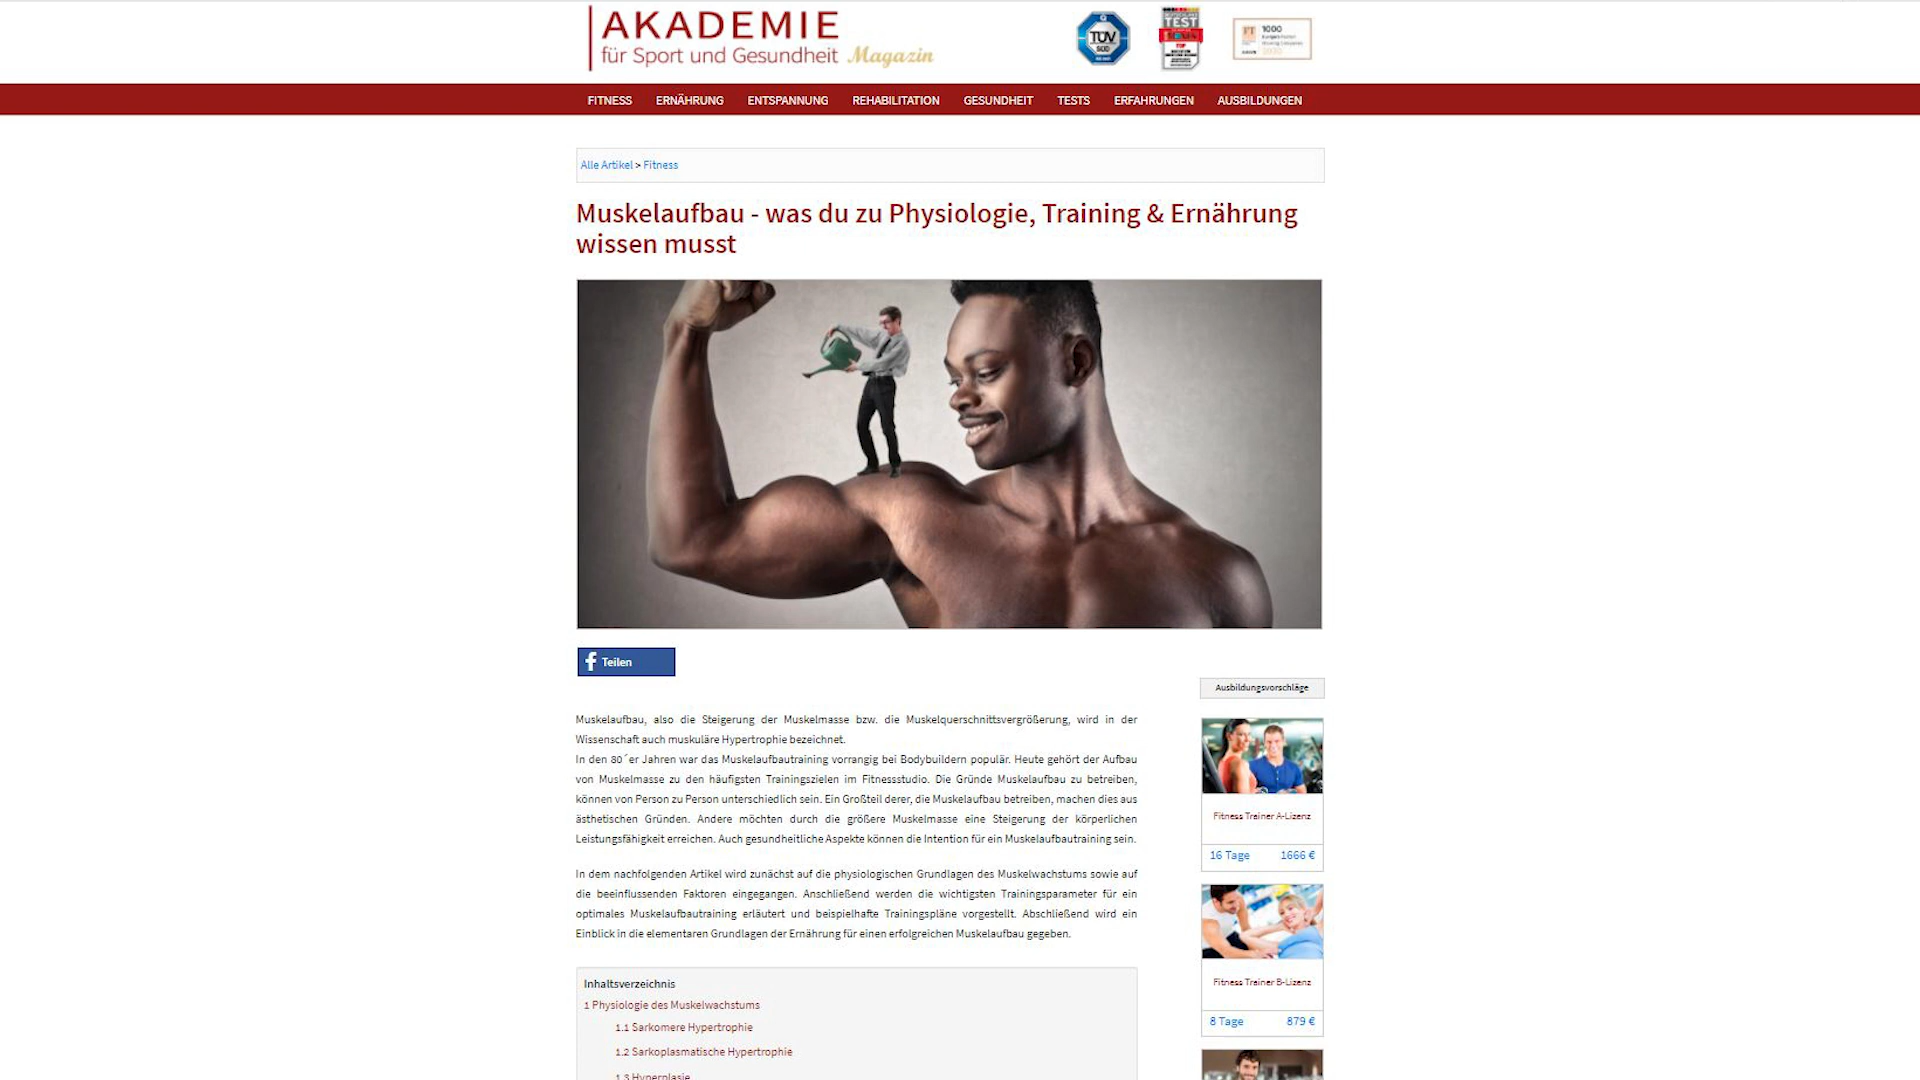 AKADEMIE
für Sport und Gesundheit Magazin
TÜV
SÜD
TEST
1000
FITNESS ERNÄHRUNG ENTSPANNUNG REHABILITATION GESUNDHEIT TESTS ERFAHRUNGEN AUSBILDUNGEN
Alle Artikel > Fitness
Muskelaufbau - was du zu Physiologie, Training & Ernährung
wissen musst
Teilen
Muskelaufbau, also die Steigerung der Muskelmasse bzw. die Muskelquerschnittsvergrößerung, wird in der
Wissenschaft auch muskuläre Hypertrophie bezeichnet.
In den 80´er Jahren war das Muskelaufbautraining vorrangig bei Bodybuildern populär. Heute gehört der Aufbau
von Muskelmasse zu den häufigsten Trainingszielen im Fitnessstudio. Die Gründe Muskelaufbau zu betreiben,
können von Person zu Person unterschiedlich sein. Ein Großteil derer, die Muskelaufbau betreiben, machen dies aus
ästhetischen Gründen. Andere möchten durch die größere Muskelmasse eine Steigerung der körperlichen
Leistungsfähigkeit erreichen. Auch gesundheitliche Aspekte können die Intention für ein Muskelaufbautraining sein.
In dem nachfolgenden Artikel wird zunächst auf die physiologischen Grundlagen des Muskelwachstums sowie auf
die beeinflussenden Faktoren eingegangen. Anschließend werden die wichtigsten Trainingsparameter für ein
optimales Muskelaufbautraining erläutert und beispielhafte Trainingspläne vorgestellt. Abschließend wird ein
Einblick in die elementaren Grundlagen der Ernährung für einen erfolgreichen Muskelaufbau gegeben.
Inhaltsverzeichnis
1 Physiologie des Muskelwachstums
1.1 Sarkomere Hypertrophie
1.2 Sarkoplasmatische Hypertrophie
1.3 Hyperplasie
Ausbildungsvorschläge
Fitness Trainer A-Lizenz
16 Tage 1666 €
Fitness Trainer B-Lizenz
8 Tage 879 €